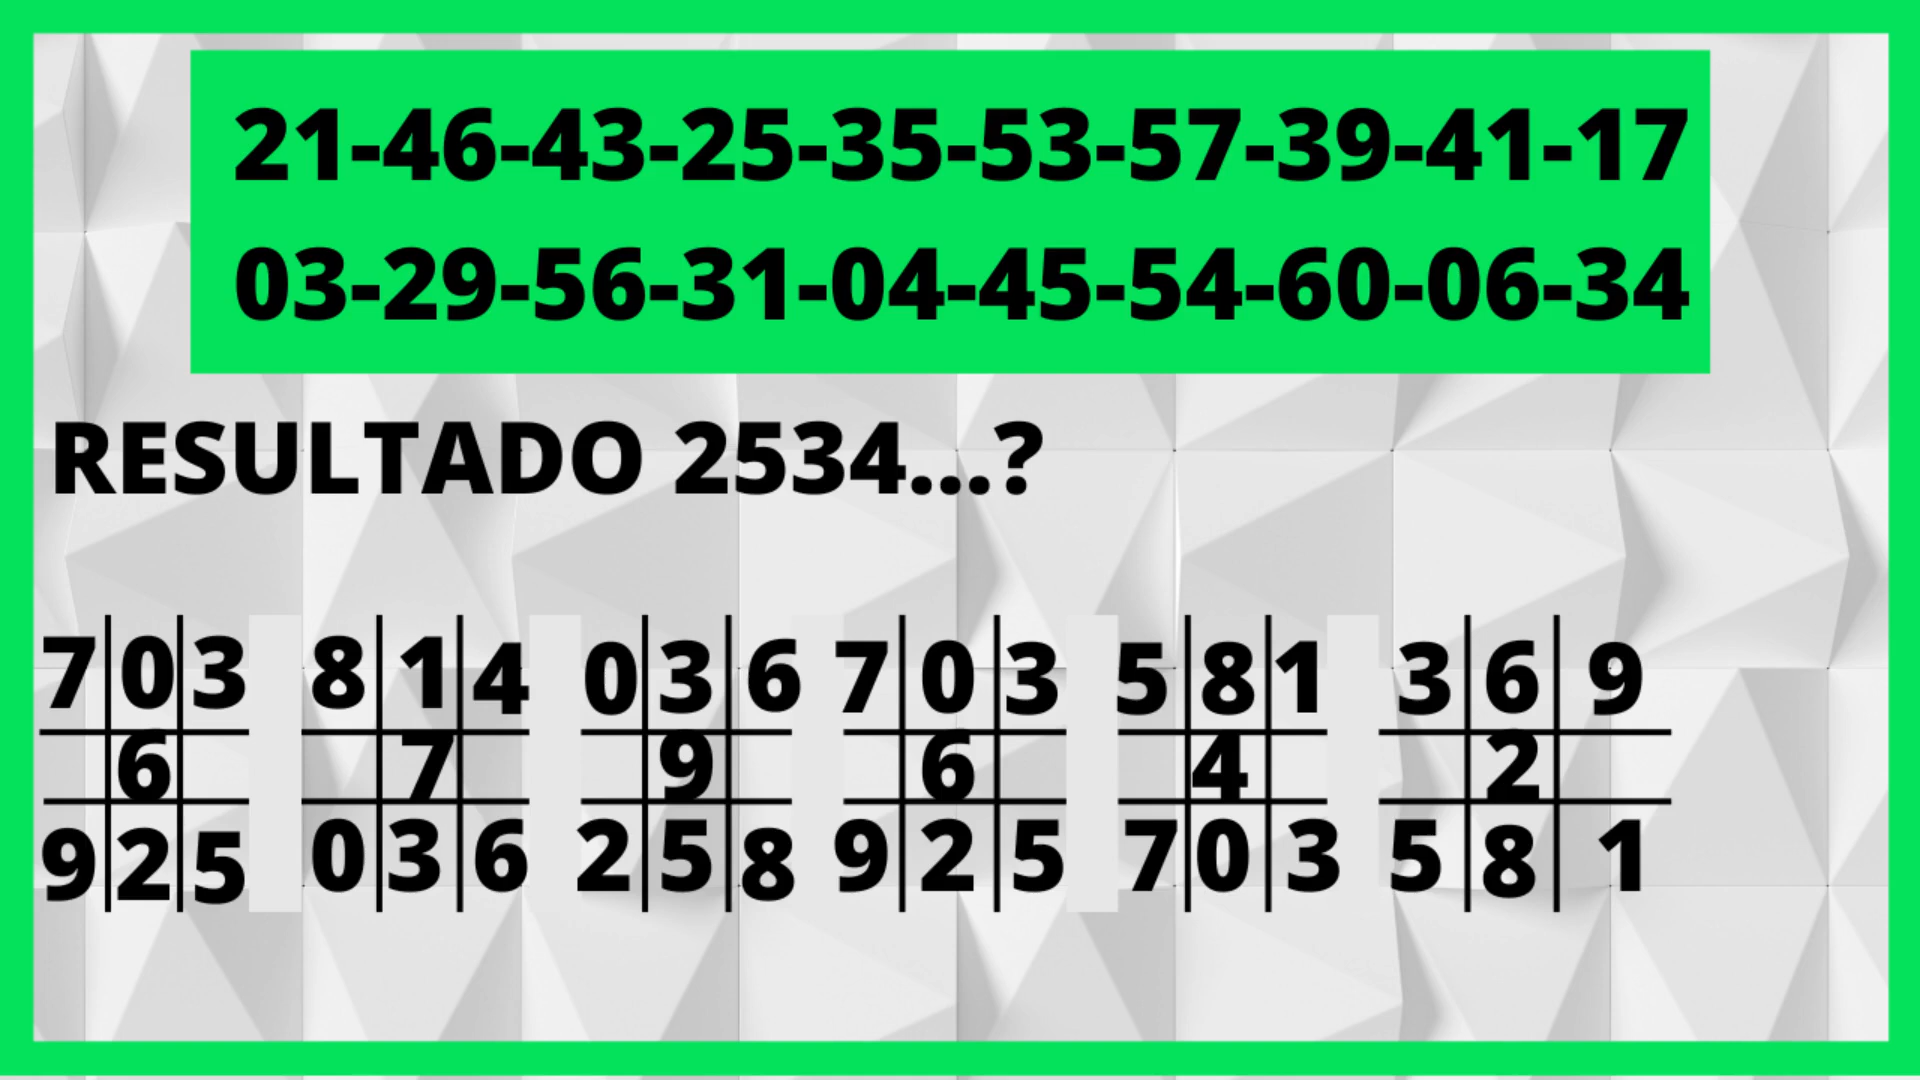 21-46-43-25-35-53-57-39-41-17
03-29-56-31-04-45-54-60-06-34
RESULTADO 2534...?
7 0 3 8 1 4 0 3 6 7 0 3 5 8 1 3 6 9
6 7 9 6 4 2
9 2 5 0 3 6 2 5 8 9 2 5 7 0 3 5 8 1